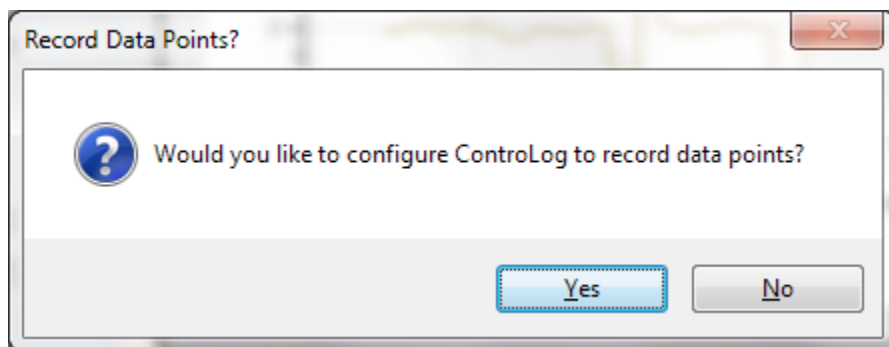 Record Data Points?
Would you like to configure ControLog to record data points?
Yes
No